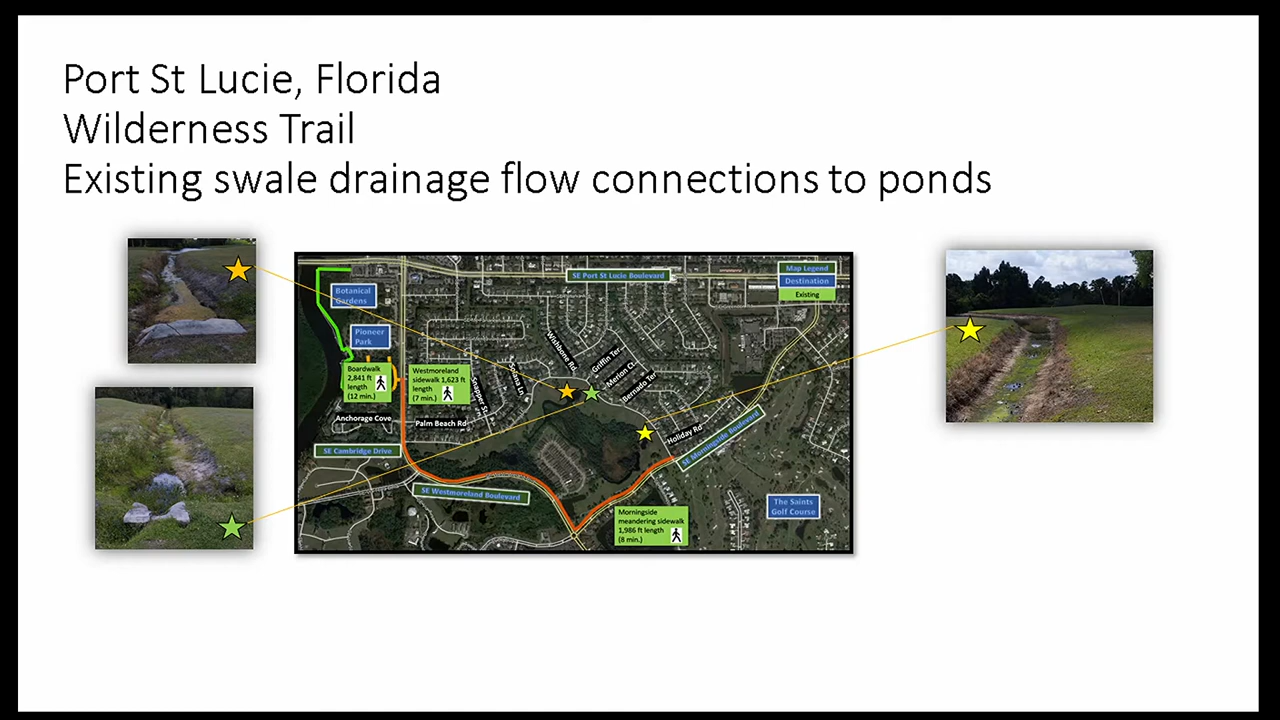 Port St Lucie, Florida
Wilderness Trail
Existing swale drainage flow connections to ponds
SE Port St Lucie Boulevard
Map Legend
Destination
Existing
Botanical
Gardens
Pioneer
Park
Boardwalk
2,841 ft
length
(12 min.)
Westmoreland
sidewalk 1,623 ft
length
(7 min.)
Wishbone Rd
Griffin Ter
Merion Ct.
Bernado Ter
Snapper St
Solana Ln
Anchorage Cove
Palm Beach Rd
Holiday Rd
SE Morningside Boulevard
SE Cambridge Drive
SE Westmoreland Boulevard
Morningside
meandering sidewalk
1,986 ft length
(8 min.)
The Saints
Golf Course